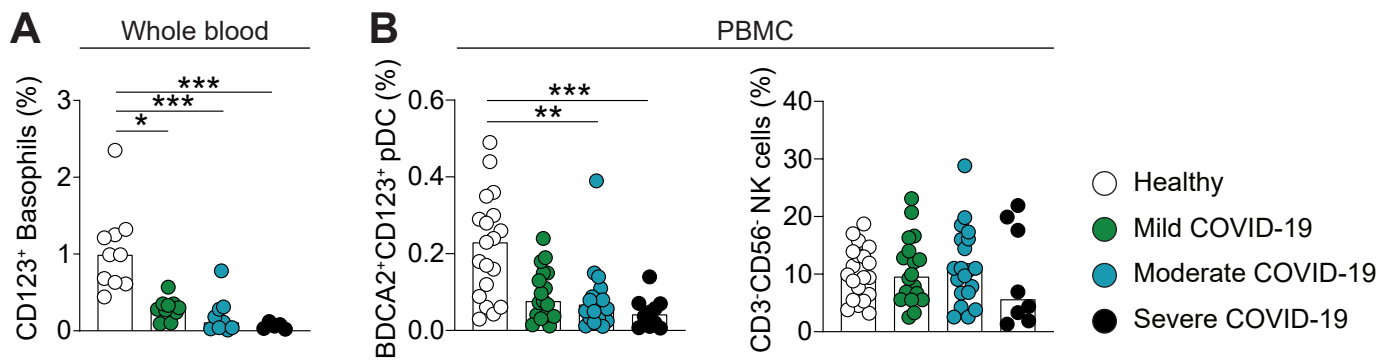 A
Whole blood
CD123⁺ Basophils (%)
3
2
1
0
***
***
*
B
PBMC
BDCA2⁺CD123⁺ pDC (%)
0.6
0.4
0.2
0.0
***
**
CD3⁻CD56⁻ NK cells (%)
40
30
20
10
0
Healthy
Mild COVID-19
Moderate COVID-19
Severe COVID-19